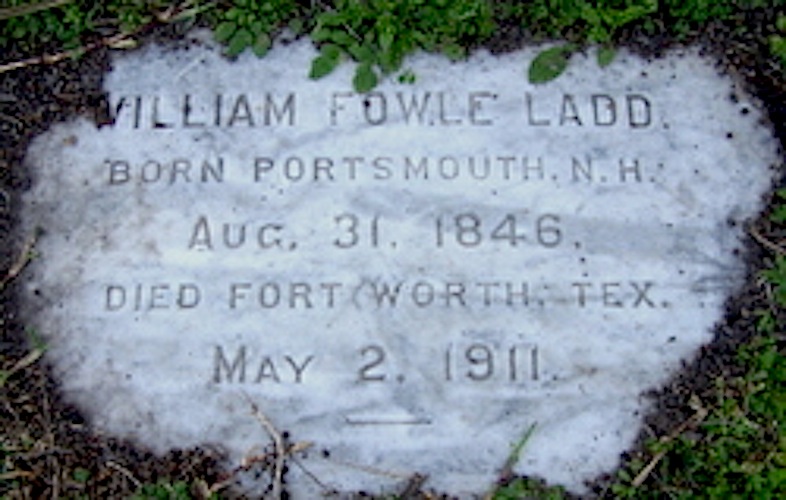 WILLIAM FOWLE LADD.
BORN PORTSMOUTH. N. H.
AUG. 31. 1846.
DIED FORT WORTH. TEX.
MAY 2. 1911.